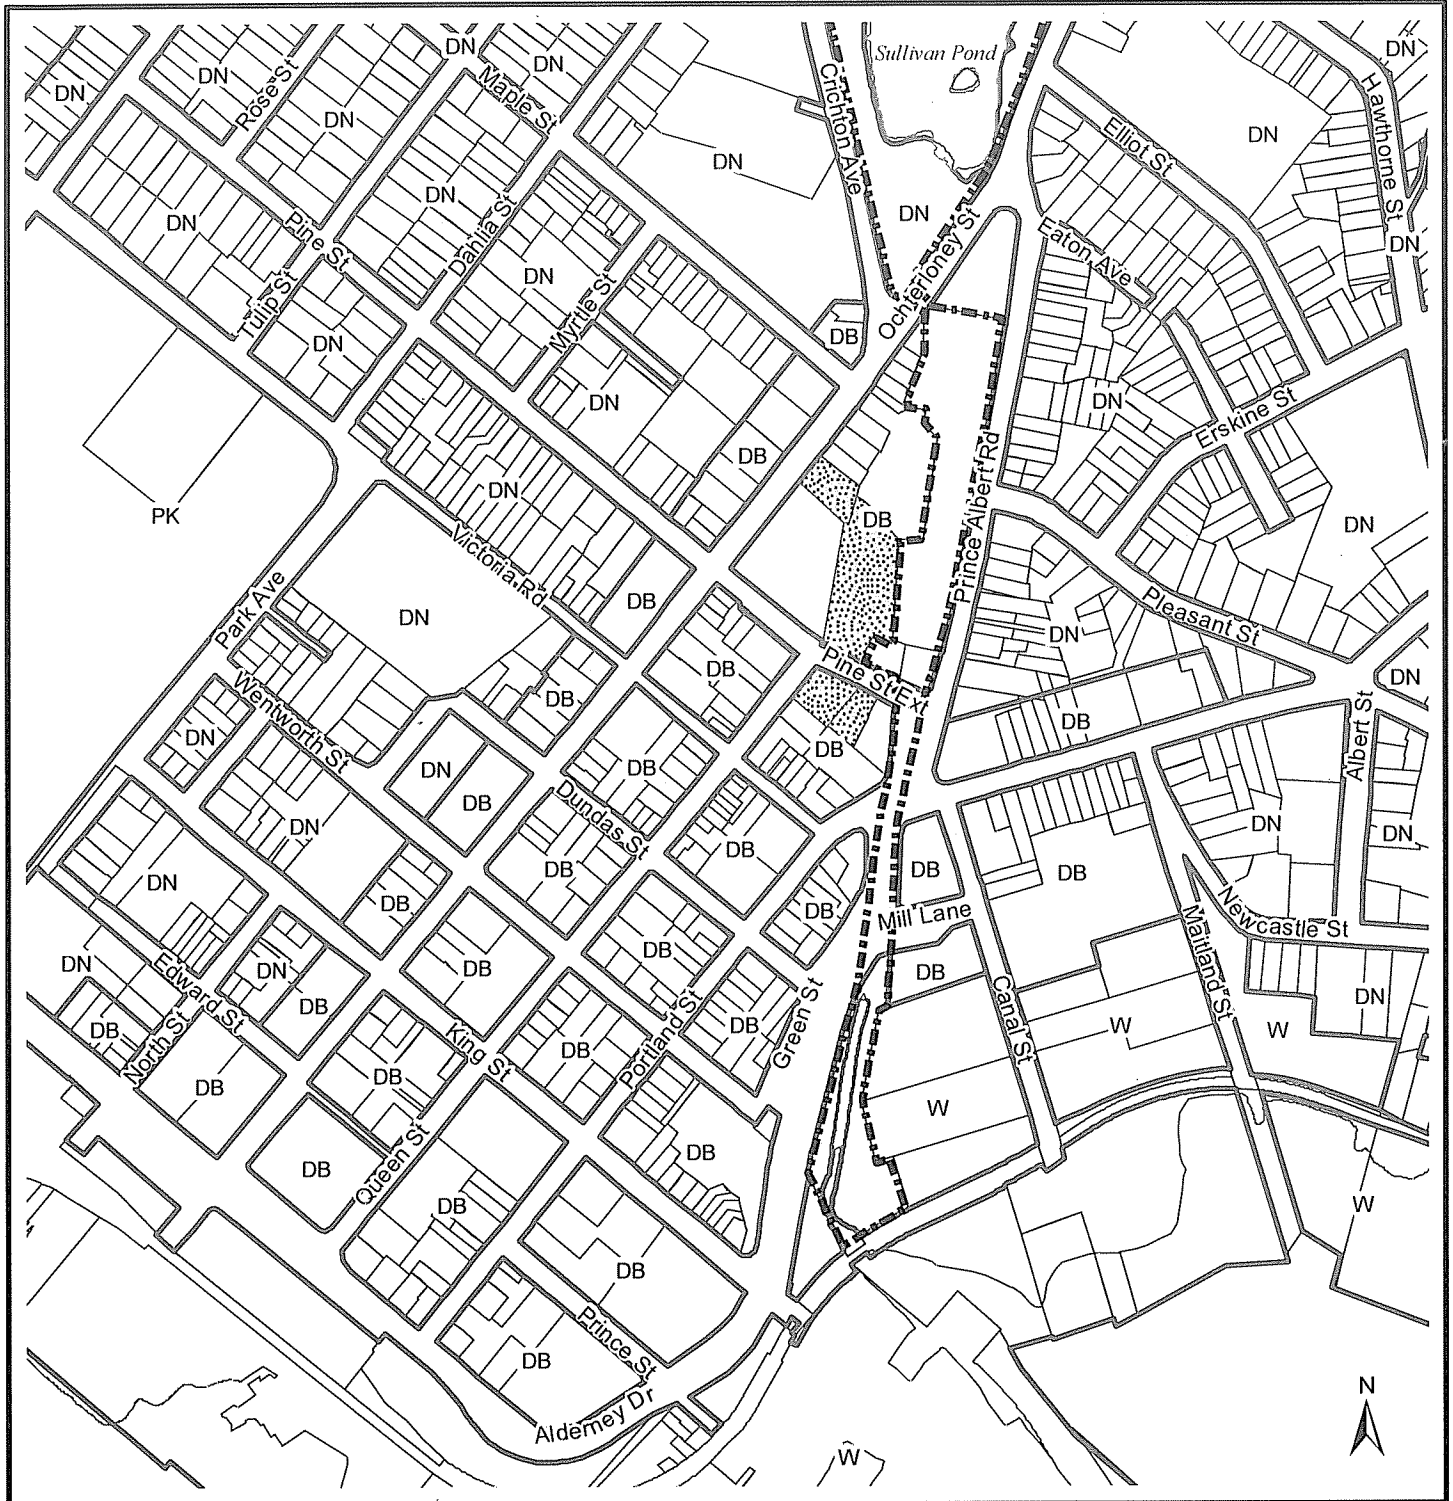 DN
Maple St
DN
Sullivan Pond
DN
Hawthorne St
DN
DN
Rose St
DN
Crichton Ave
Elliot St
DN
DN
DN
DN
Dahlia St
DN
Pine St
Ochterloney St
Eaton Ave
DN
DN
Myrtle St
Tulip St
DN
DB
DN
DN
Erskine St
Prince Albert Rd
DB
DN
PK
DB
DN
Victoria Rd
Park Ave
DN
DB
Pleasant St
DN
Pine St Ext
DB
DN
Wentworth St
DB
DB
Albert St
DN
DB
DB
DN
Dundas St
DB
DN
DN
DN
DB
DB
DB
DB
DN
DB
DB
Mill Lane
Newcastle St
Maitland St
DB
DB
DN
DN
Edward St
DB
DB
Canal St
DN
DB
Green St
DB
North St
DB
King St
DB
Portland St
W
W
DB
DB
W
DB
Queen St
DB
DB
W
DB
Prince St
DB
Alderney Dr
W
N